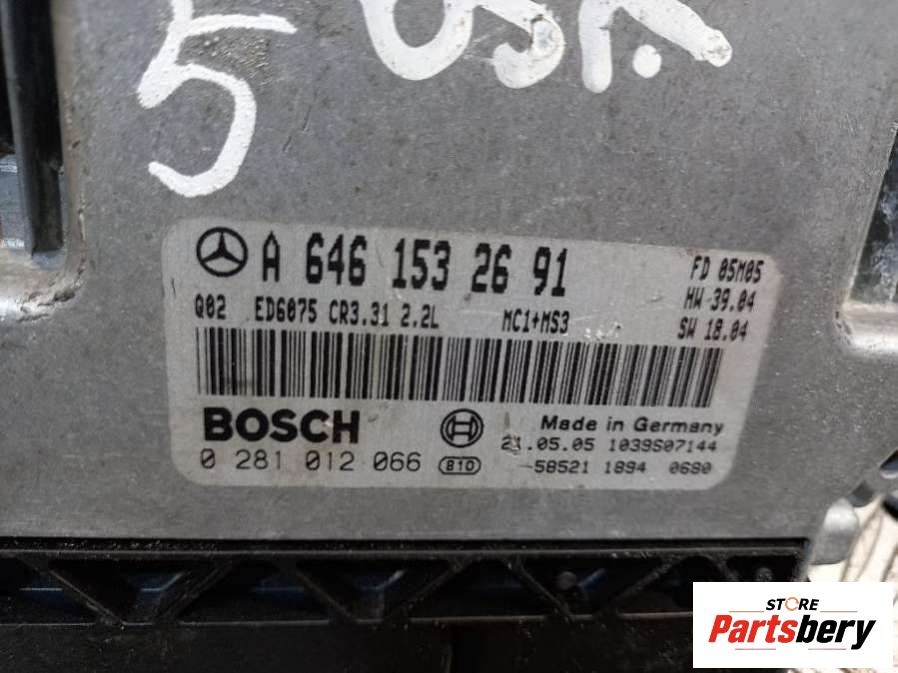 5 USA
A 646 153 26 91
FD 05M05
HW 39.04
Q02 ED6075 CR3.31 2.2L MC1+MS3
SW 18.04
BOSCH
Made in Germany
.05.05 1039S07144
0 281 012 066 810
58521 1894 0680
STORE
Partsbery